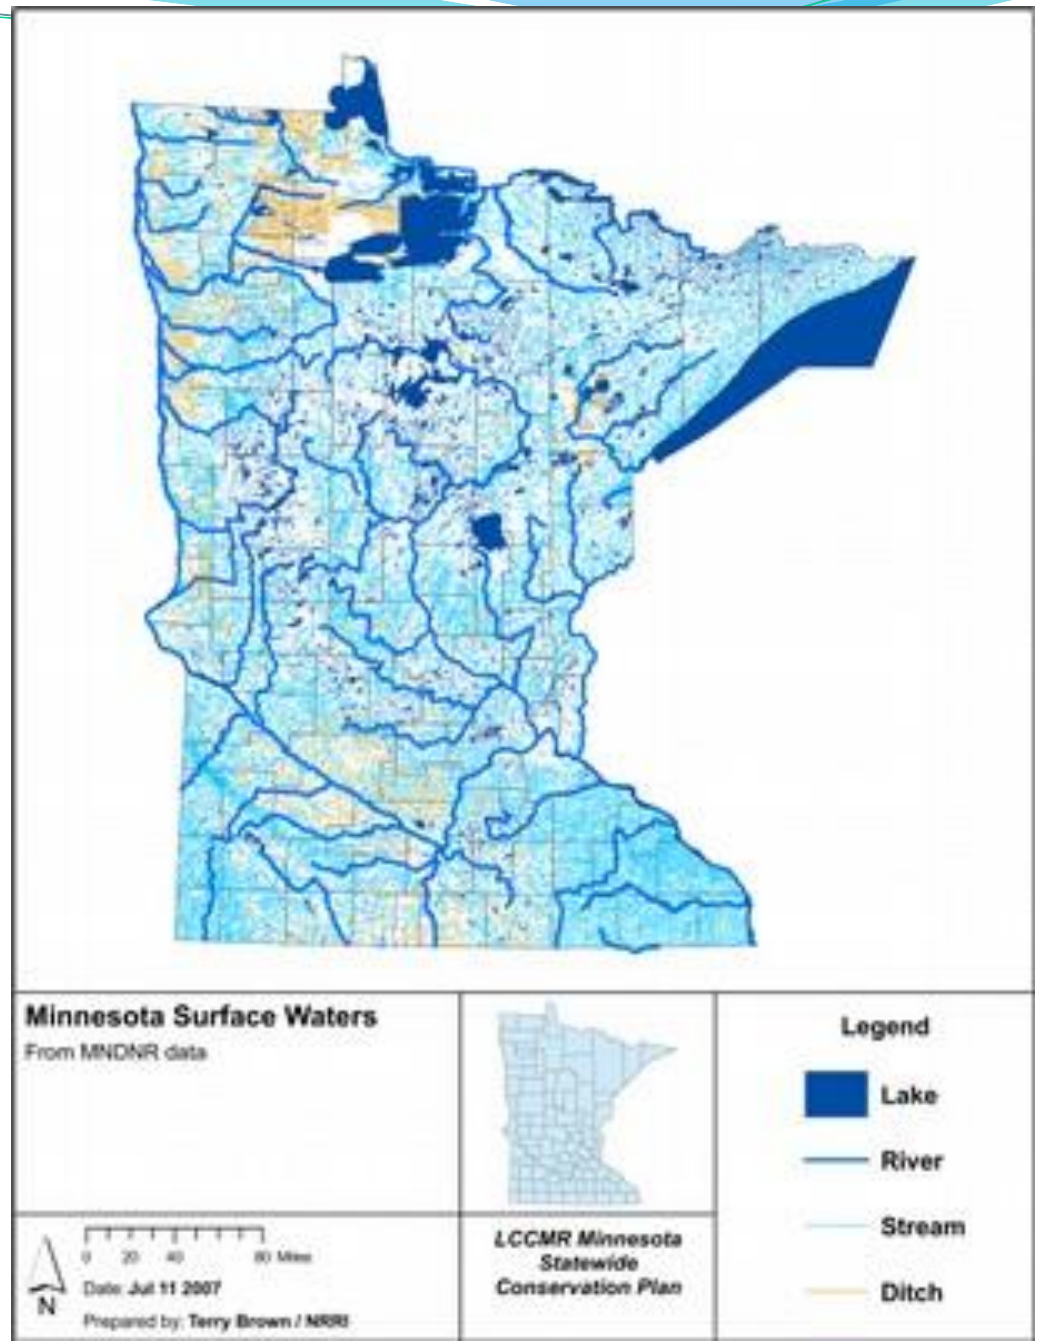 Minnesota Surface Waters
From MNDNR data
Legend
Lake
River
Stream
Ditch
0 20 40 80 Miles
Date: Jul 11 2007
Prepared by: Terry Brown / NRRI
N
LCCMR Minnesota
Statewide
Conservation Plan